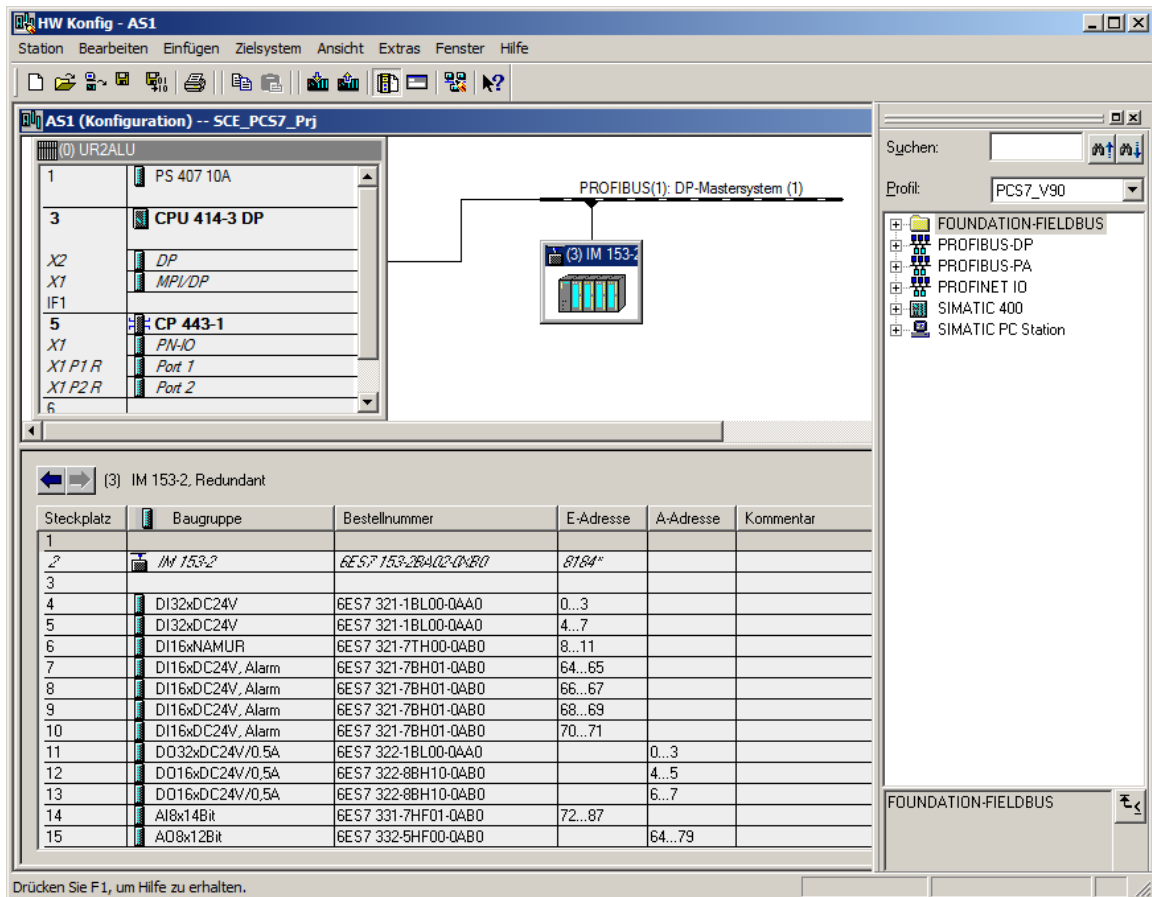 HW Konfig - AS1
Station Bearbeiten Einfügen Zielsystem Ansicht Extras Fenster Hilfe
AS1 (Konfiguration) -- SCE_PCS7_Prj
(0) UR2ALU
1 PS 407 10A
3 CPU 414-3 DP
X2 DP
X1 MPI/DP
IF1
5 CP 443-1
X1 PN-IO
X1 P1 R Port 1
X1 P2 R Port 2
6
PROFIBUS(1): DP-Mastersystem (1)
(3) IM 153-2
Suchen:
Profil: PCS7_V90
FOUNDATION-FIELDBUS
PROFIBUS-DP
PROFIBUS-PA
PROFINET IO
SIMATIC 400
SIMATIC PC Station
(3) IM 153-2, Redundant
Steckplatz Baugruppe Bestellnummer E-Adresse A-Adresse Kommentar
1
2 IM 153-2 6ES7 153-2BA02-0XB0 8184*
3
4 DI32xDC24V 6ES7 321-1BL00-0AA0 0...3
5 DI32xDC24V 6ES7 321-1BL00-0AA0 4...7
6 DI16xNAMUR 6ES7 321-7TH00-0AB0 8...11
7 DI16xDC24V, Alarm 6ES7 321-7BH01-0AB0 64...65
8 DI16xDC24V, Alarm 6ES7 321-7BH01-0AB0 66...67
9 DI16xDC24V, Alarm 6ES7 321-7BH01-0AB0 68...69
10 DI16xDC24V, Alarm 6ES7 321-7BH01-0AB0 70...71
11 DO32xDC24V/0.5A 6ES7 322-1BL00-0AA0 0...3
12 DO16xDC24V/0,5A 6ES7 322-8BH10-0AB0 4...5
13 DO16xDC24V/0,5A 6ES7 322-8BH10-0AB0 6...7
14 AI8x14Bit 6ES7 331-7HF01-0AB0 72...87
15 AO8x12Bit 6ES7 332-5HF00-0AB0 64...79
FOUNDATION-FIELDBUS
Drücken Sie F1, um Hilfe zu erhalten.